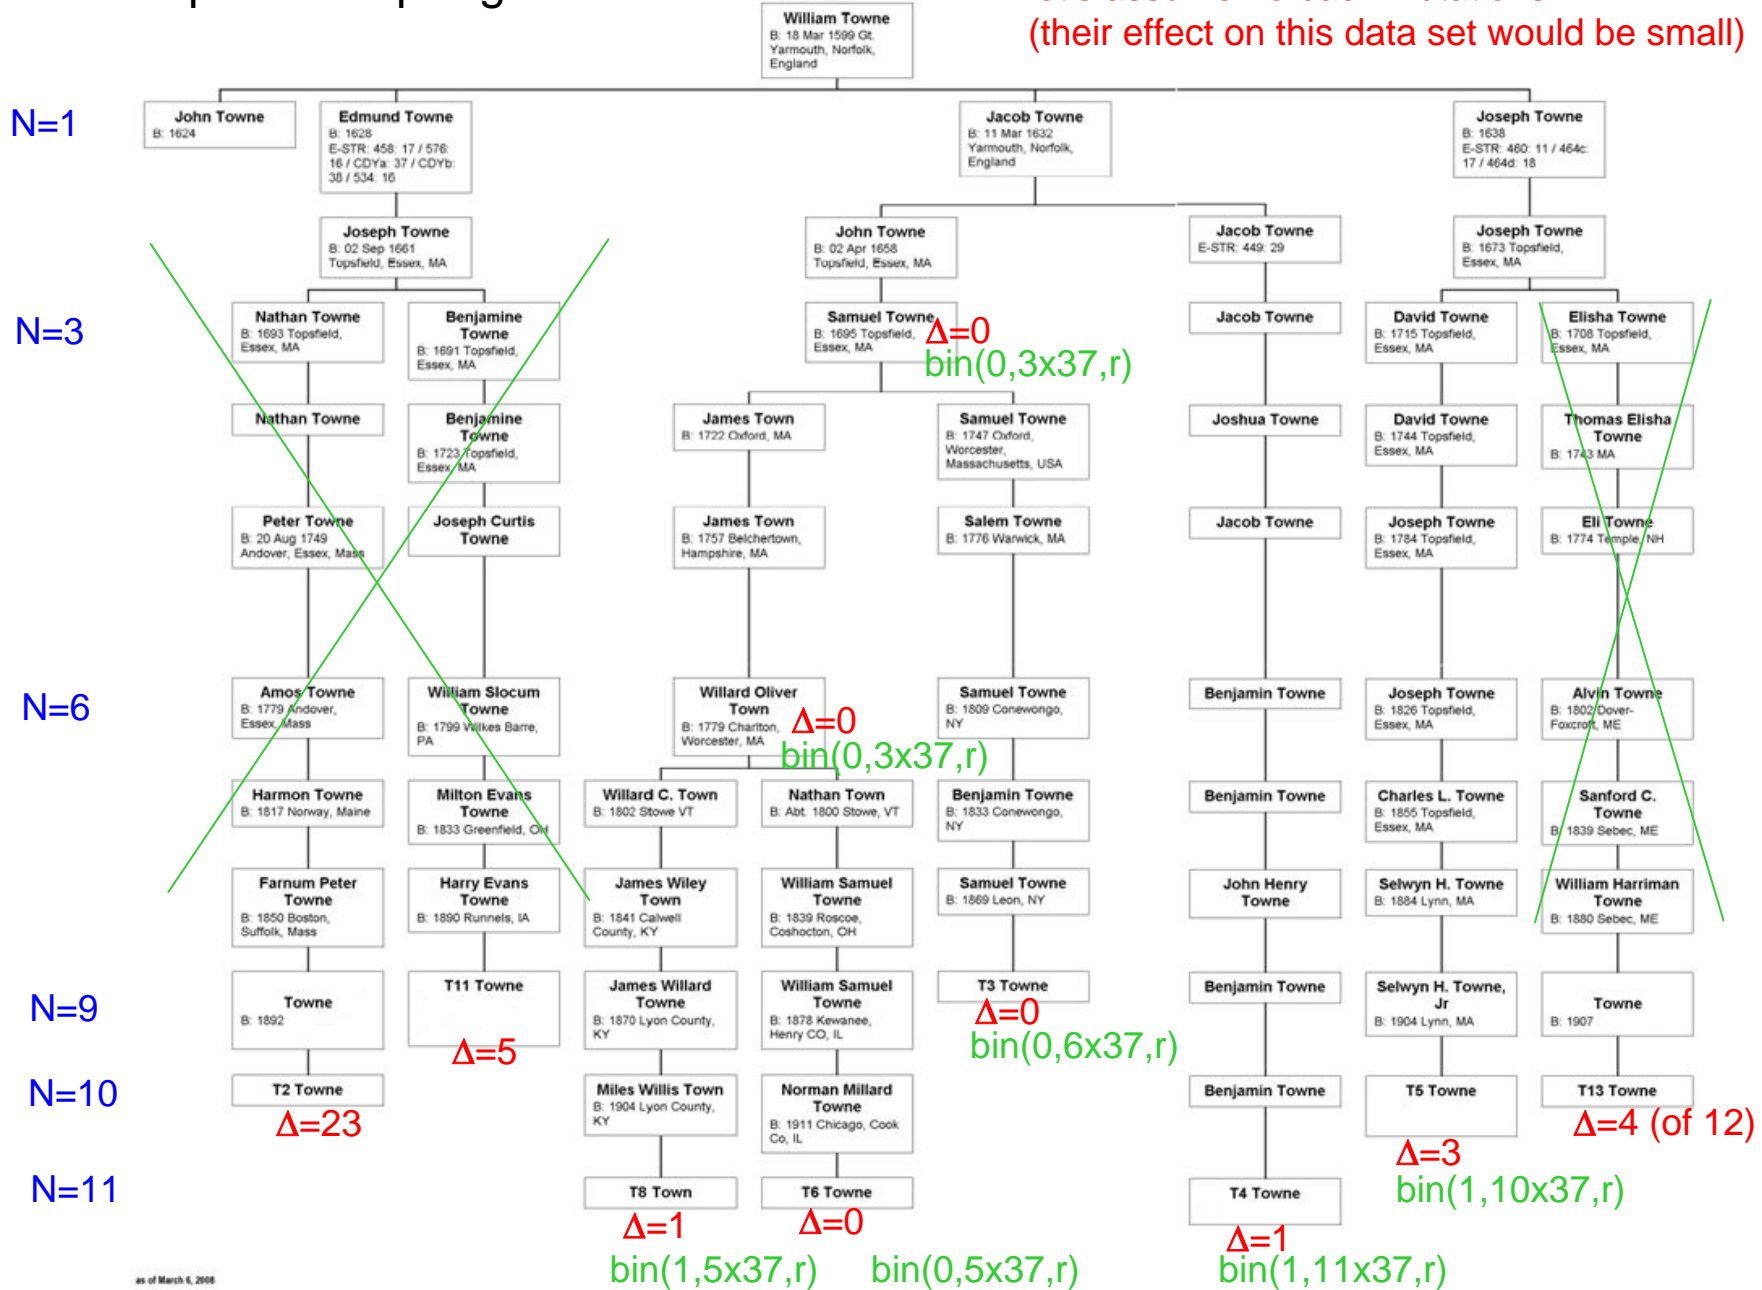 (their effect on this data set would be small)
William Towne
B: 18 Mar 1599 Gt.
Yarmouth, Norfolk,
England
N=1
John Towne
B: 1624
Edmund Towne
B: 1628
E-STR: 458: 17 / 576:
16 / CDYa: 37 / CDYb:
38 / 534: 16
Jacob Towne
B: 11 Mar 1632
Yarmouth, Norfolk,
England
Joseph Towne
B: 1638
E-STR: 460: 11 / 464c:
17 / 464d: 18
Joseph Towne
B: 02 Sep 1661
Topsfield, Essex, MA
John Towne
B: 02 Apr 1658
Topsfield, Essex, MA
Jacob Towne
E-STR: 449: 29
Joseph Towne
B: 1673 Topsfield,
Essex, MA
N=3
Nathan Towne
B: 1693 Topsfield,
Essex, MA
Benjamine
Towne
B: 1691 Topsfield,
Essex, MA
Samuel Towne
B: 1695 Topsfield,
Essex, MA
Δ=0
bin(0,3x37,r)
Jacob Towne
David Towne
B: 1715 Topsfield,
Essex, MA
Elisha Towne
B: 1708 Topsfield,
Essex, MA
Nathan Towne
Benjamine
Towne
B: 1723 Topsfield,
Essex, MA
James Town
B: 1722 Oxford, MA
Samuel Towne
B: 1747 Oxford,
Worcester,
Massachusetts, USA
Joshua Towne
David Towne
B: 1744 Topsfield,
Essex, MA
Thomas Elisha
Towne
B: 1743 MA
Peter Towne
B: 20 Aug 1749
Andover, Essex, Mass
Joseph Curtis
Towne
James Town
B: 1757 Belchertown,
Hampshire, MA
Salem Towne
B: 1776 Warwick, MA
Jacob Towne
Joseph Towne
B: 1784 Topsfield,
Essex, MA
Eli Towne
B: 1774 Temple, NH
N=6
Amos Towne
B: 1779 Andover,
Essex, Mass
William Slocum
Towne
B: 1799 Wilkes Barre,
PA
Willard Oliver
Town
B: 1779 Charlton,
Worcester, MA
Δ=0
bin(0,3x37,r)
Samuel Towne
B: 1809 Conewongo,
NY
Benjamin Towne
Joseph Towne
B: 1826 Topsfield,
Essex, MA
Alvin Towne
B: 1802 Dover-
Foxcroft, ME
Harmon Towne
B: 1817 Norway, Maine
Milton Evans
Towne
B: 1833 Greenfield, OH
Willard C. Town
B: 1802 Stowe VT
Nathan Town
B: Abt. 1800 Stowe, VT
Benjamin Towne
B: 1833 Conewongo,
NY
Benjamin Towne
Charles L. Towne
B: 1855 Topsfield,
Essex, MA
Sanford C.
Towne
B: 1839 Sebec, ME
Farnum Peter
Towne
B: 1850 Boston,
Suffolk, Mass
Harry Evans
Towne
B: 1890 Runnels, IA
James Wiley
Town
B: 1841 Calwell
County, KY
William Samuel
Towne
B: 1839 Roscoe,
Coshocton, OH
Samuel Towne
B: 1869 Leon, NY
John Henry
Towne
Selwyn H. Towne
B: 1884 Lynn, MA
William Harriman
Towne
B: 1880 Sebec, ME
N=9
Towne
B: 1892
T11 Towne
Δ=5
James Willard
Towne
B: 1870 Lyon County,
KY
William Samuel
Towne
B: 1878 Kewanee,
Henry CO, IL
T3 Towne
Δ=0
bin(0,6x37,r)
Benjamin Towne
Selwyn H. Towne,
Jr
B: 1904 Lynn, MA
Towne
B: 1907
N=10
T2 Towne
Δ=23
Miles Willis Town
B: 1904 Lyon County,
KY
Norman Millard
Towne
B: 1911 Chicago, Cook
Co, IL
Benjamin Towne
T5 Towne
Δ=3
bin(1,10x37,r)
T13 Towne
Δ=4 (of 12)
N=11
T8 Town
Δ=1
bin(1,5x37,r)
T6 Towne
Δ=0
bin(0,5x37,r)
T4 Towne
Δ=1
bin(1,11x37,r)
as of March 6, 2008